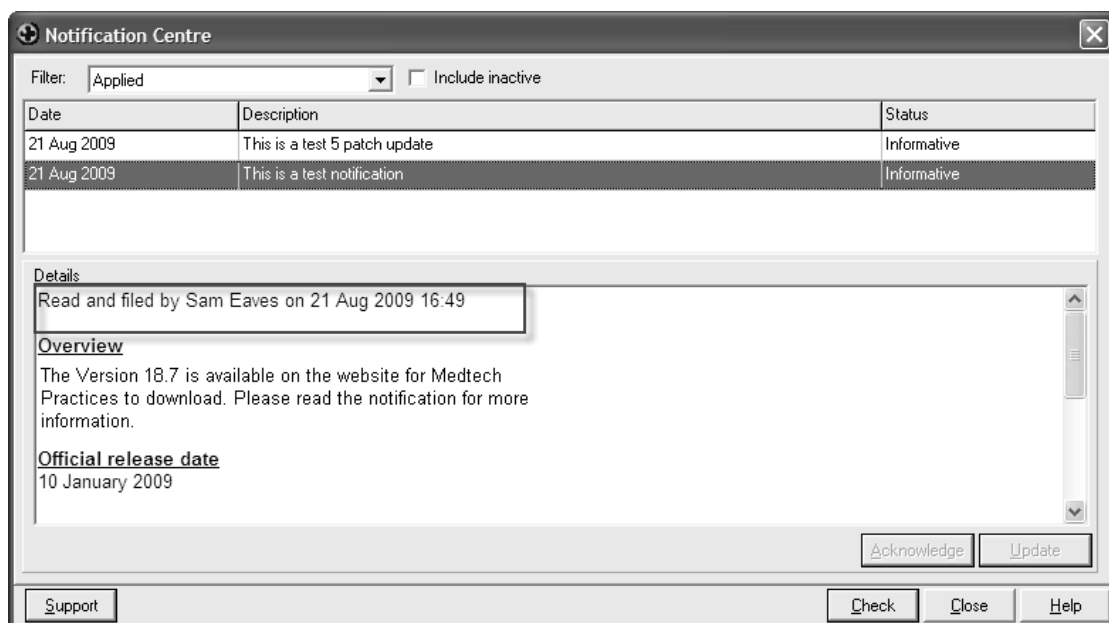 Notification Centre
Filter: Applied Include inactive
Date Description Status
21 Aug 2009 This is a test 5 patch update Informative
21 Aug 2009 This is a test notification Informative
Details
Read and filed by Sam Eaves on 21 Aug 2009 16:49
Overview
The Version 18.7 is available on the website for Medtech
Practices to download. Please read the notification for more
information.
Official release date
10 January 2009
Acknowledge Update
Support Check Close Help